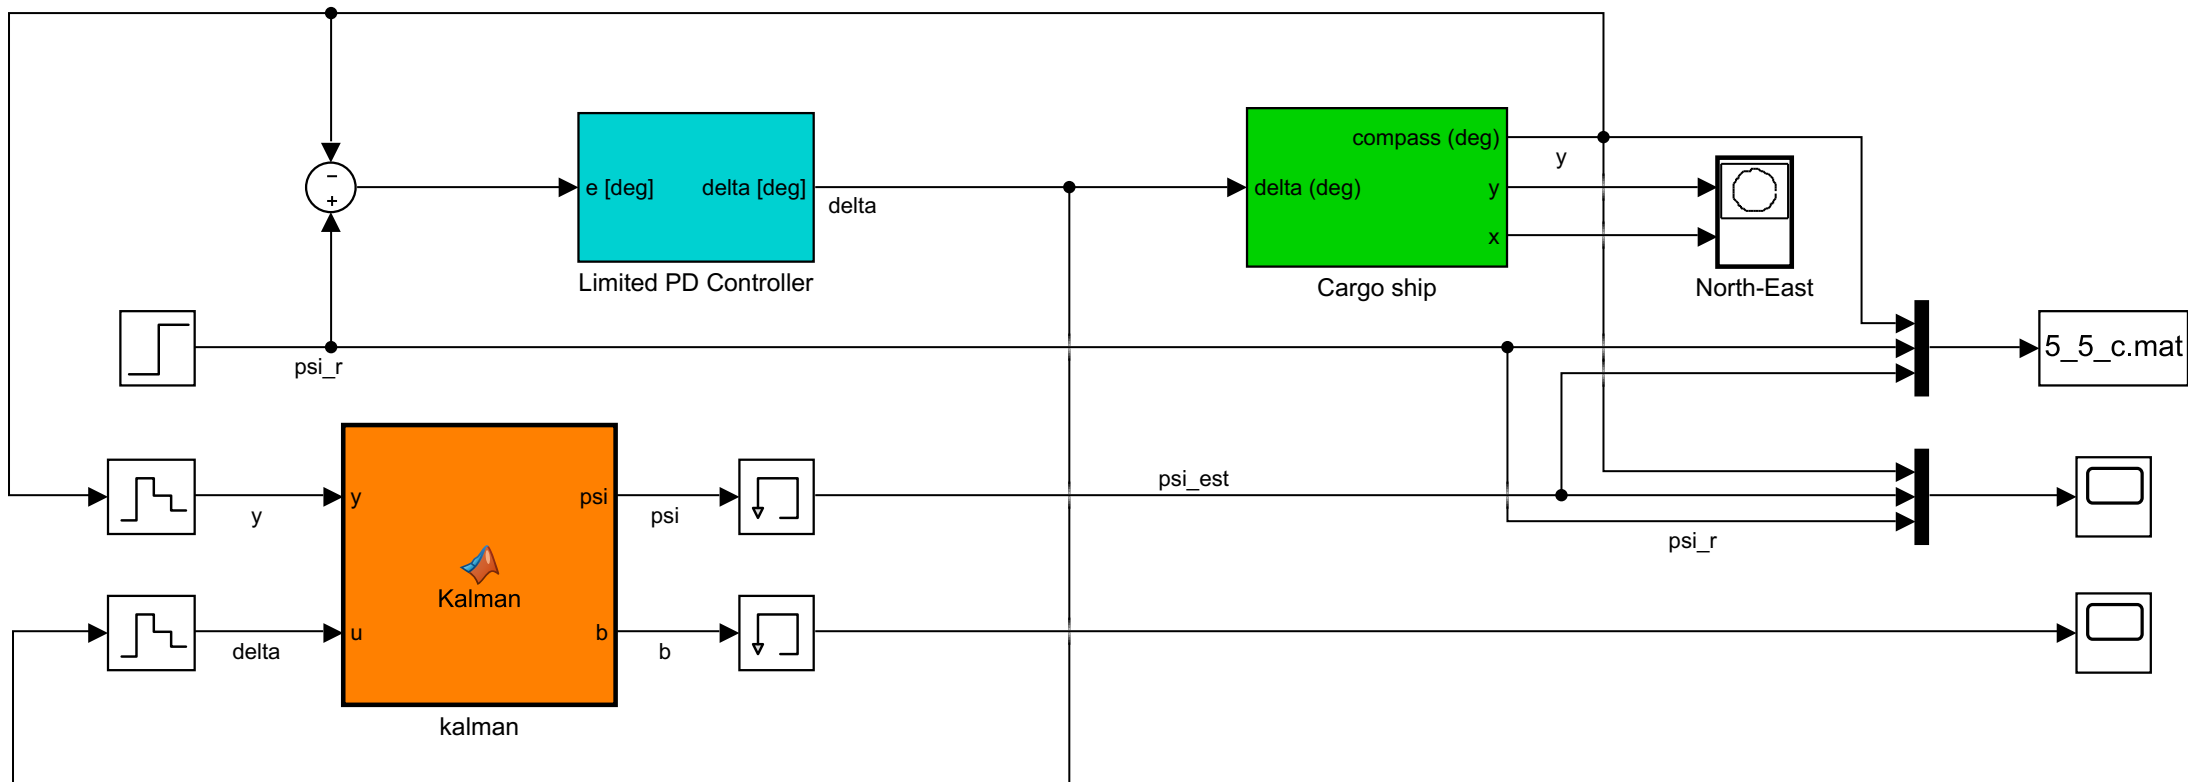 compass (deg)
y
e [deg]
delta [deg]
delta
delta (deg)
y
x
−
+
Limited PD Controller
Cargo ship
North-East
psi_r
5_5_c.mat
y
y
psi
psi
psi_est
psi_r
Kalman
u
delta
b
b
kalman